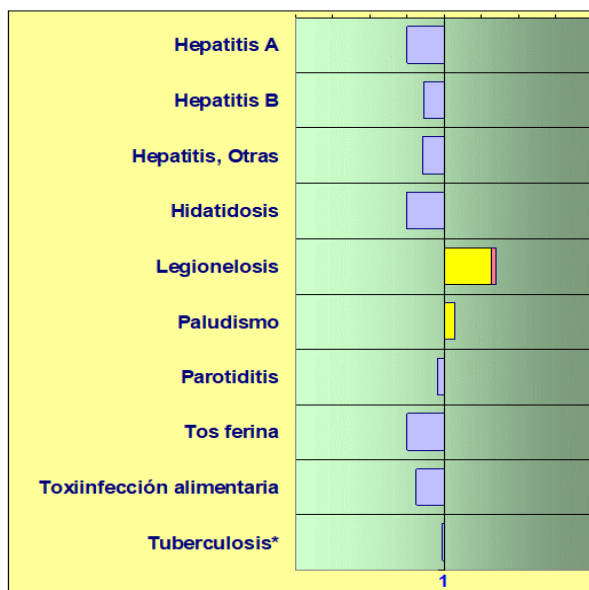 Hepatitis A
Hepatitis B
Hepatitis, Otras
Hidatidosis
Legionelosis
Paludismo
Parotiditis
Tos ferina
Toxiinfección alimentaria
Tuberculosis*
1